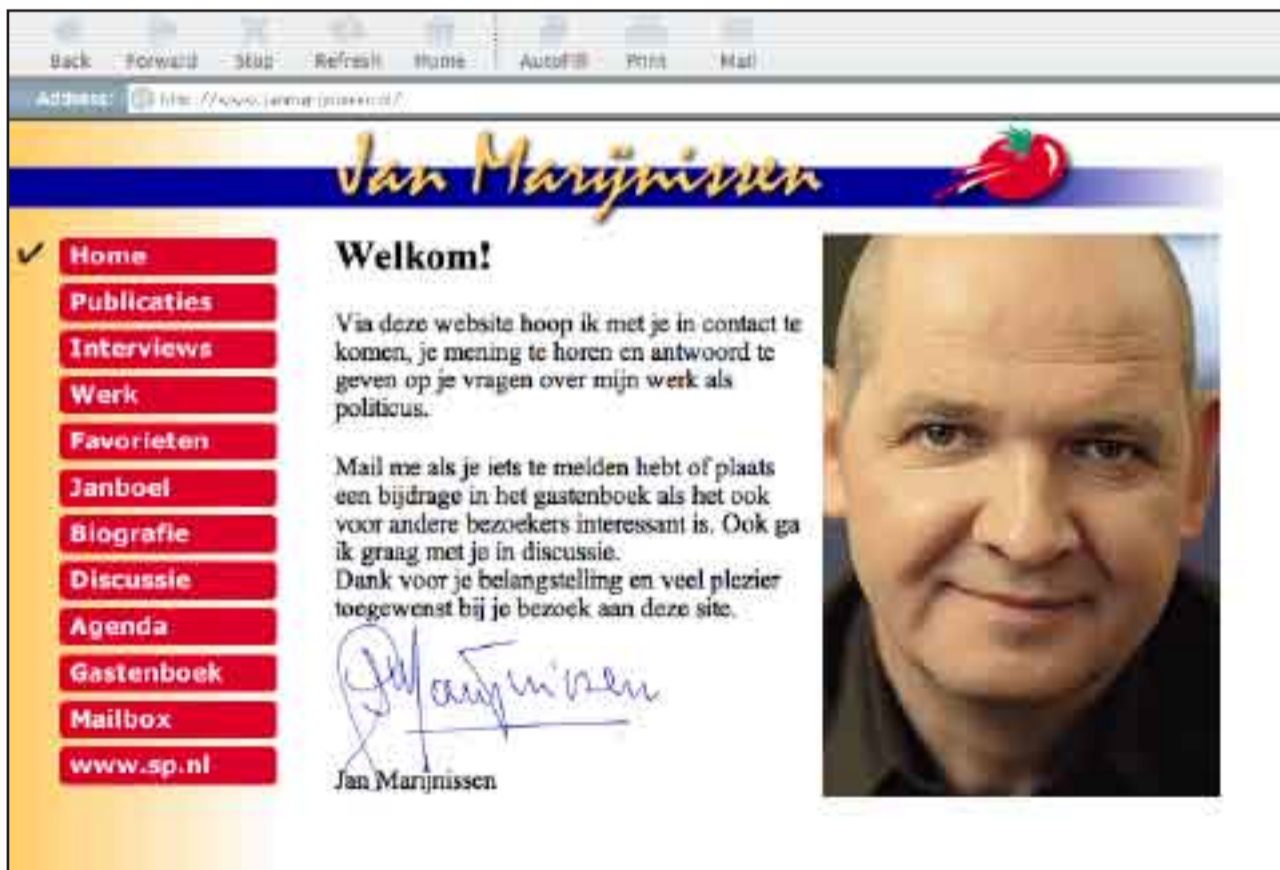 Back Forward Stop Refresh Home AutoFill Print Mail
Address: http://www.janmarijnissen.nl/
Jan Marijnissen
Home
Publicaties
Interviews
Werk
Favorieten
Janboel
Biografie
Discussie
Agenda
Gastenboek
Mailbox
www.sp.nl
Welkom!
Via deze website hoop ik met je in contact te
komen, je mening te horen en antwoord te
geven op je vragen over mijn werk als
politicus.
Mail me als je iets te melden hebt of plaats
een bijdrage in het gastenboek als het ook
voor andere bezoekers interessant is. Ook ga
ik graag met je in discussie.
Dank voor je belangstelling en veel plezier
toegewenst bij je bezoek aan deze site.
JMarijnissen
Jan Marijnissen